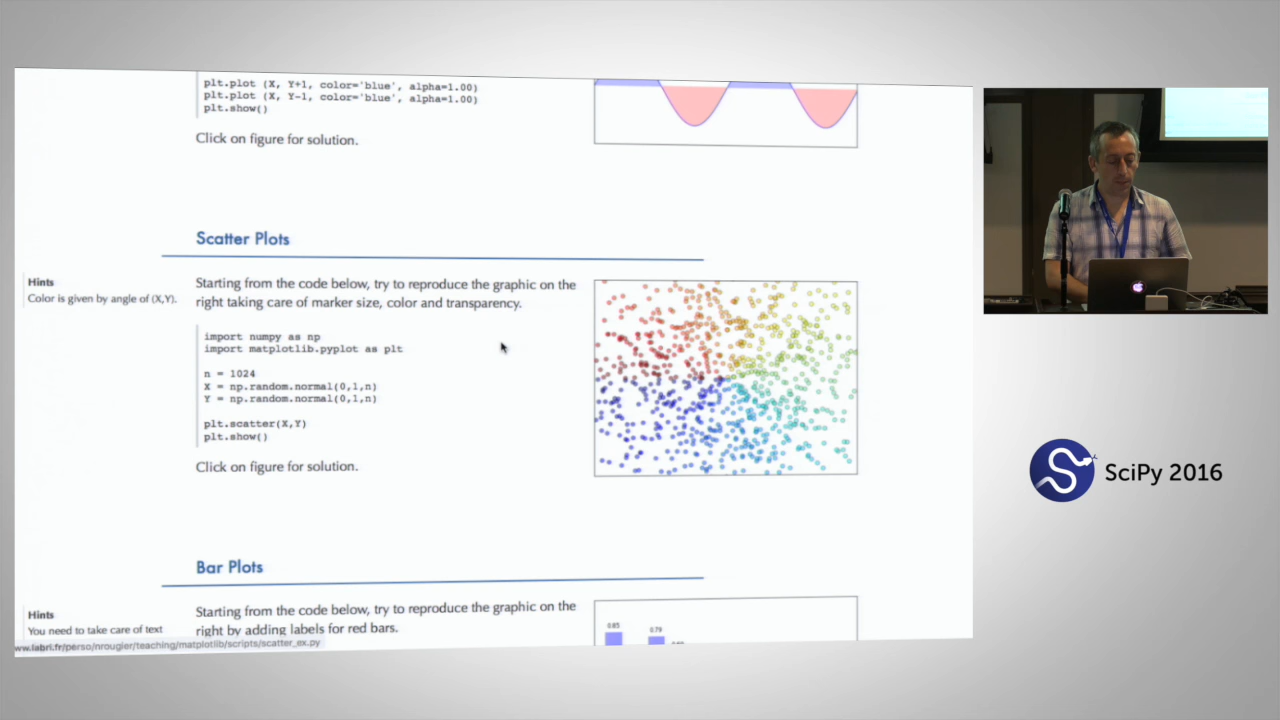 plt.plot (X, Y+1, color='blue', alpha=1.00)
plt.plot (X, Y-1, color='blue', alpha=1.00)
plt.show()
Click on figure for solution.
Scatter Plots
Hints
Color is given by angle of (X,Y).
Starting from the code below, try to reproduce the graphic on the
right taking care of marker size, color and transparency.
import numpy as np
import matplotlib.pyplot as plt
n = 1024
X = np.random.normal(0,1,n)
Y = np.random.normal(0,1,n)
plt.scatter(X,Y)
plt.show()
Click on figure for solution.
Bar Plots
Hints
You need to take care of text
Starting from the code below, try to reproduce the graphic on the
right by adding labels for red bars.
0.85
0.79
ww.labri.fr/perso/nrougier/teaching/matplotlib/scripts/scatter_ex.py
SciPy 2016